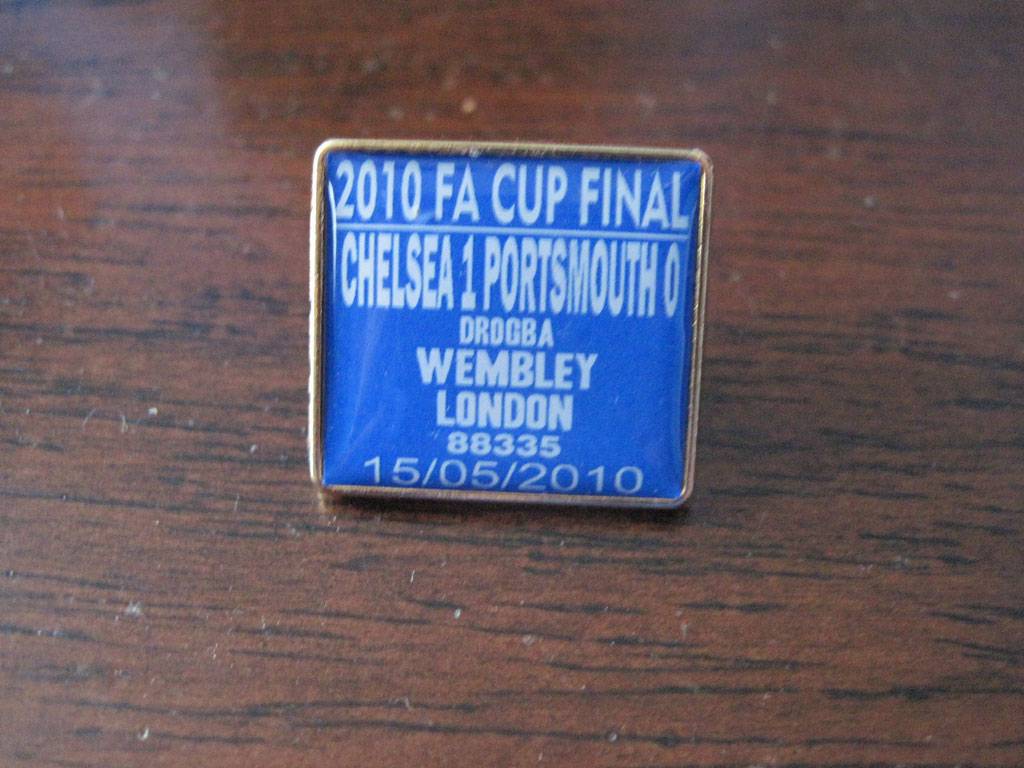 2010 FA CUP FINAL
CHELSEA 1 PORTSMOUTH 0
DROGBA
WEMBLEY
LONDON
88335
15/05/2010